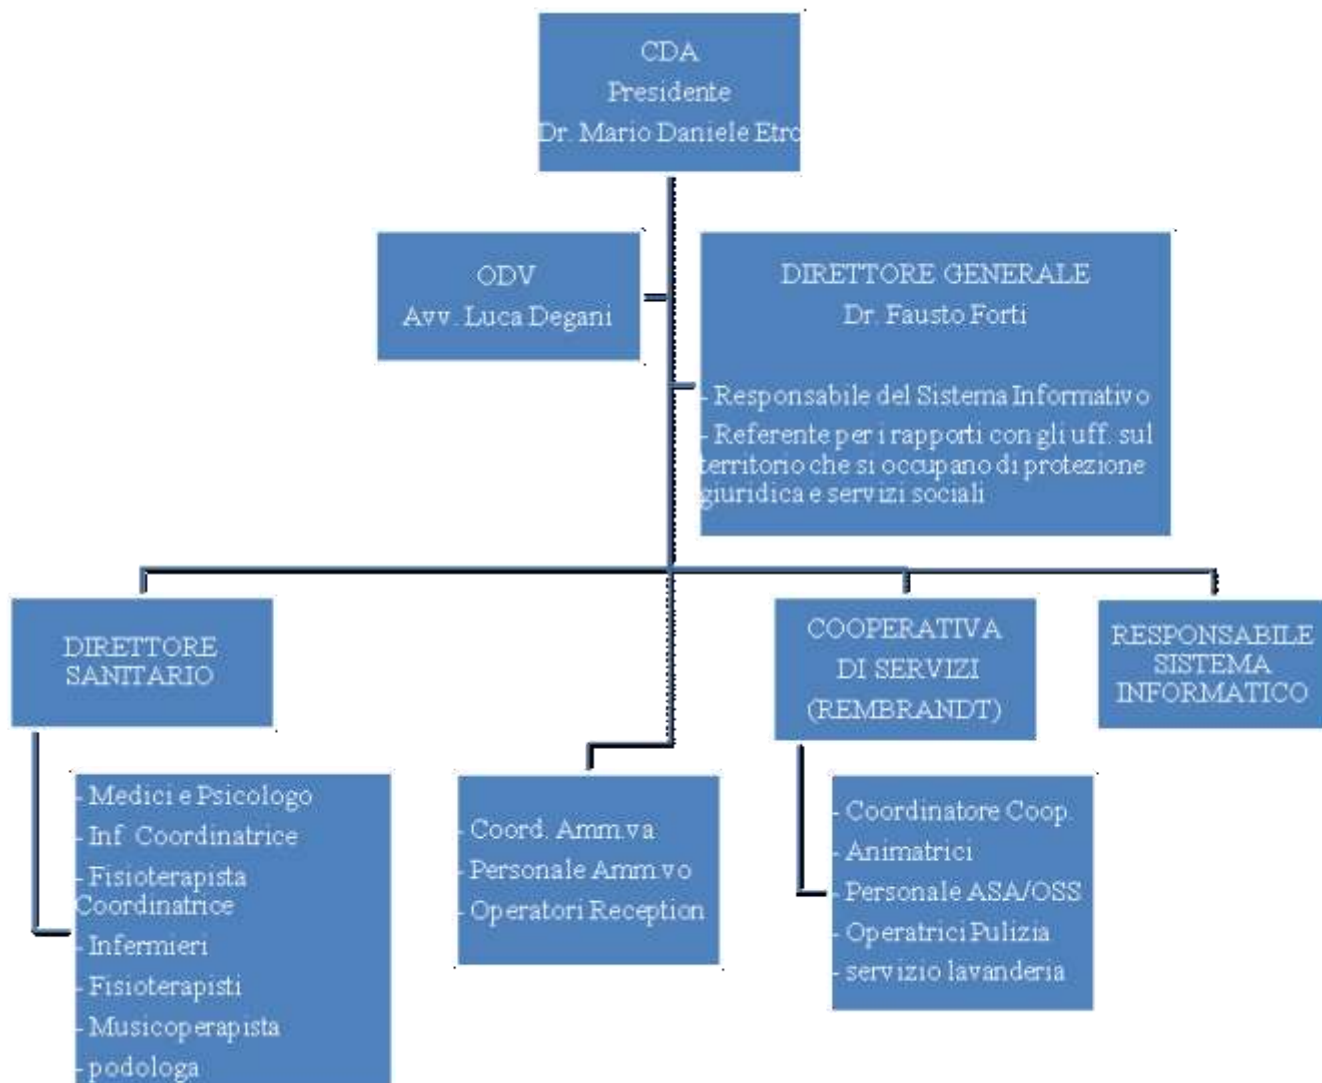 CDA
Presidente
Dr. Mario Daniele Etro
ODV
Avv. Luca Degani
DIRETTORE GENERALE
Dr. Fausto Forti
- Responsabile del Sistema Informativo
- Referente per i rapporti con gli uff. sul
territorio che si occupano di protezione
giuridica e servizi sociali
DIRETTORE
SANITARIO
COOPERATIVA
DI SERVIZI
(REMBRANDT)
RESPONSABILE
SISTEMA
INFORMATICO
- Medici e Psicologo
- Inf Coordinatrice
- Fisioterapista
Coordinatrice
- Infermieri
- Fisioterapisti
- Musicoperapista
- podologa
- Coord. Amm.va
- Personale Amm.vo
- Operatori Reception
- Coordinatore Coop.
- Animatrici
- Personale ASA/OSS
- Operatrici Pulizia
- servizio lavanderia